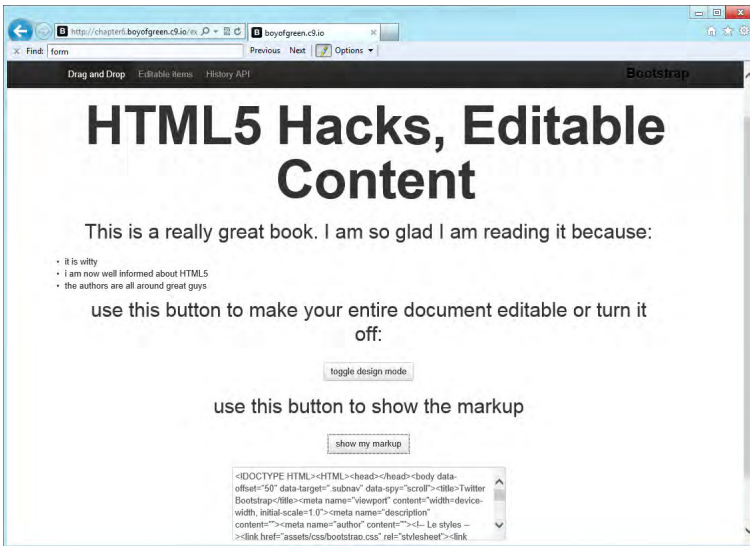 http://chapter6.boyofgreen.c9.io/ex
boyofgreen.c9.io
Find: form Previous Next Options
Drag and Drop Editable items History API Bootstrap
HTML5 Hacks, Editable
Content
This is a really great book. I am so glad I am reading it because:
• it is witty
• i am now well informed about HTML5
• the authors are all around great guys
use this button to make your entire document editable or turn it
off:
toggle design mode
use this button to show the markup
show my markup
<!DOCTYPE HTML><HTML><head></head><body data-
offset="50" data-target=".subnav" data-spy="scroll"><title>Twitter
Bootstrap</title><meta name="viewport" content="width=device-
width, initial-scale=1.0"><meta name="description"
content=""><meta name="author" content=""><!-- Le styles --
><link href="assets/css/bootstrap.css" rel="stylesheet"><link